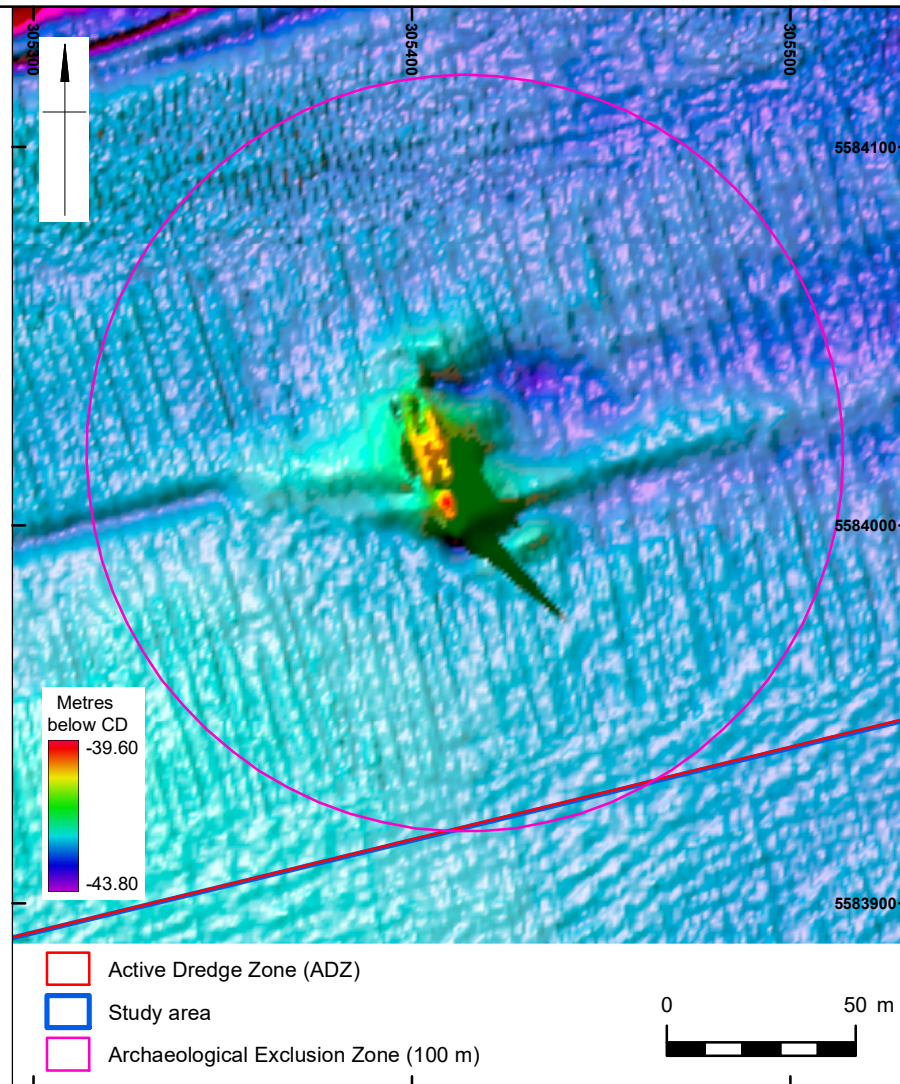 305300
305400
305500
5584100
5584000
5583900
Metres
below CD
-39.60
-43.80
Active Dredge Zone (ADZ)
Study area
Archaeological Exclusion Zone (100 m)
0 50 m